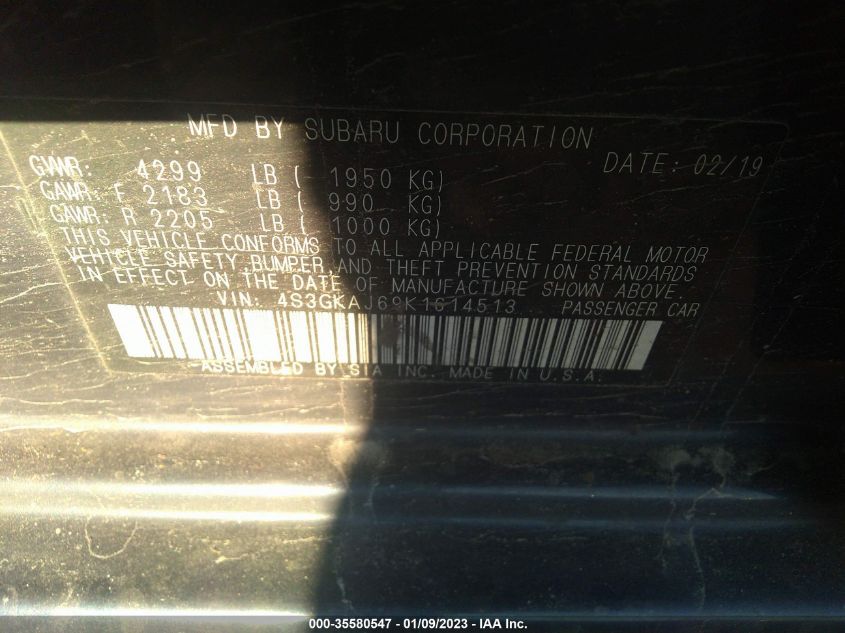 MFD BY SUBARU CORPORATION
DATE: 02/19
GVWR: 4299 LB ( 1950 KG)
GAWR: F 2183 LB ( 990 KG)
GAWR: R 2205 LB ( 1000 KG)
THIS VEHICLE CONFORMS TO ALL APPLICABLE FEDERAL MOTOR
VEHICLE SAFETY, BUMPER, AND THEFT PREVENTION STANDARDS
IN EFFECT ON THE DATE OF MANUFACTURE SHOWN ABOVE.
VIN: 4S3GKAJ69K1614513 PASSENGER CAR
ASSEMBLED BY SIA INC. MADE IN U.S.A.
000-35580547 - 01/09/2023 - IAA Inc.